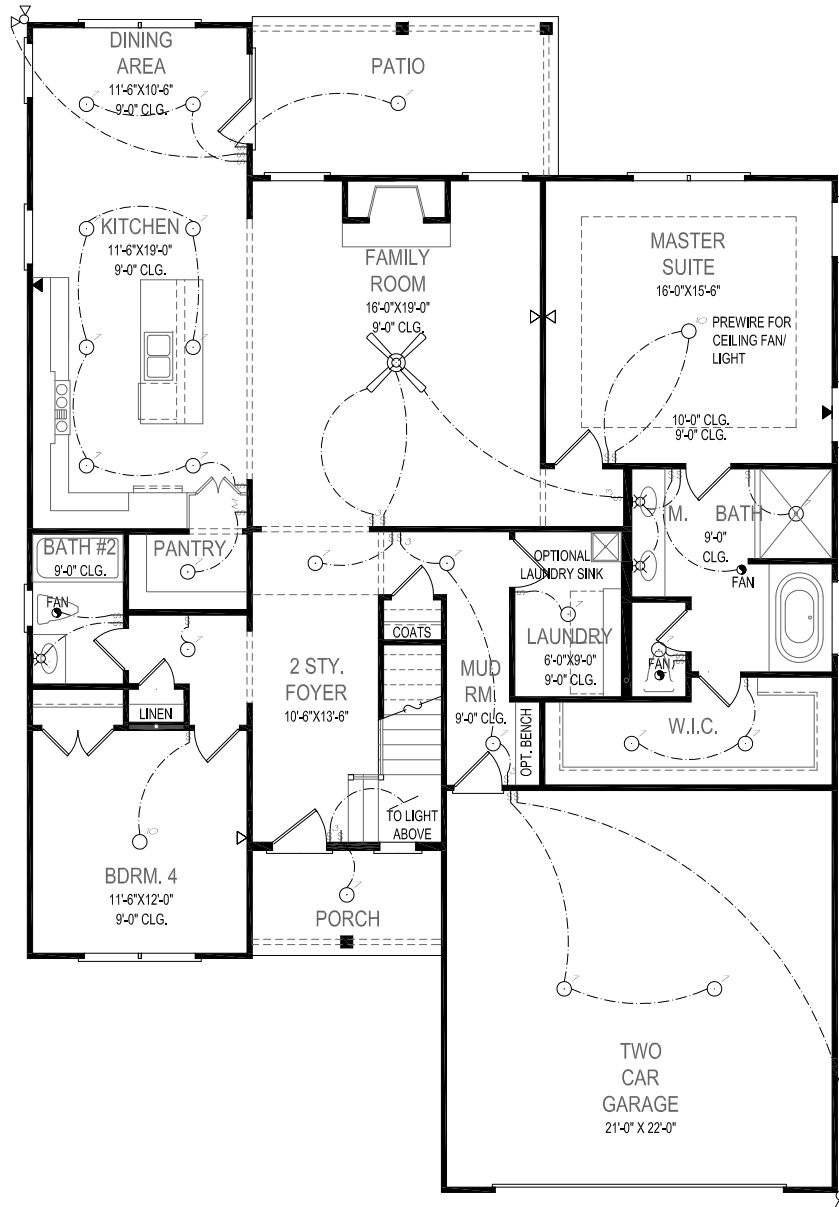 DINING
AREA
11'-6"X10'-6"
9'-0" CLG.
PATIO
KITCHEN
11'-6"X19'-0"
9'-0" CLG.
FAMILY
ROOM
16'-0"X19'-0"
9'-0" CLG.
MASTER
SUITE
16'-0"X15'-6"
PREWIRE FOR
CEILING FAN/
LIGHT
10'-0" CLG.
9'-0" CLG.
BATH #2
9'-0" CLG.
FAN
PANTRY
OPTIONAL
LAUNDRY SINK
LAUNDRY
6'-0"X9'-0"
9'-0" CLG.
M. BATH
9'-0"
CLG.
FAN
FAN
COATS
2 STY.
FOYER
10'-6"X13'-6"
MUD
RM.
9'-0" CLG.
LINEN
OPT. BENCH
W.I.C.
TO LIGHT
ABOVE
BDRM. 4
11'-6"X12'-0"
9'-0" CLG.
PORCH
TWO
CAR
GARAGE
21'-0" X 22'-0"